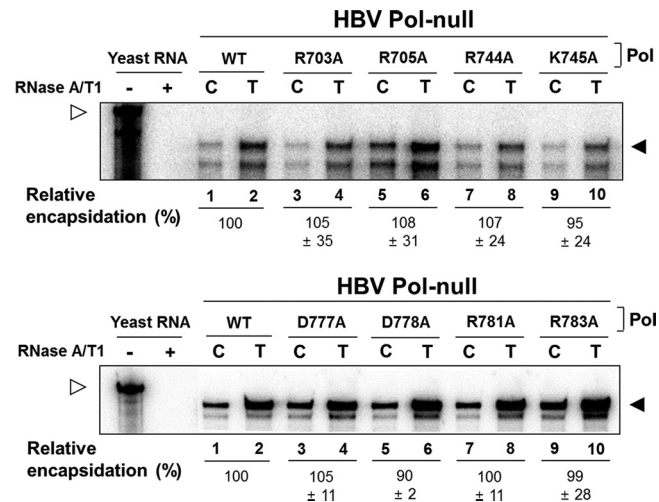 HBV Pol-null
Yeast RNA WT R703A R705A R744A K745A Pol
RNase A/T1 - + C T C T C T C T C T
Relative 1 2 3 4 5 6 7 8 9 10
encapsidation (%) 100 105 108 107 95
± 35 ± 31 ± 24 ± 24
HBV Pol-null
Yeast RNA WT D777A D778A R781A R783A Pol
RNase A/T1 - + C T C T C T C T C T
Relative 1 2 3 4 5 6 7 8 9 10
encapsidation (%) 100 105 90 100 99
± 11 ± 2 ± 11 ± 28